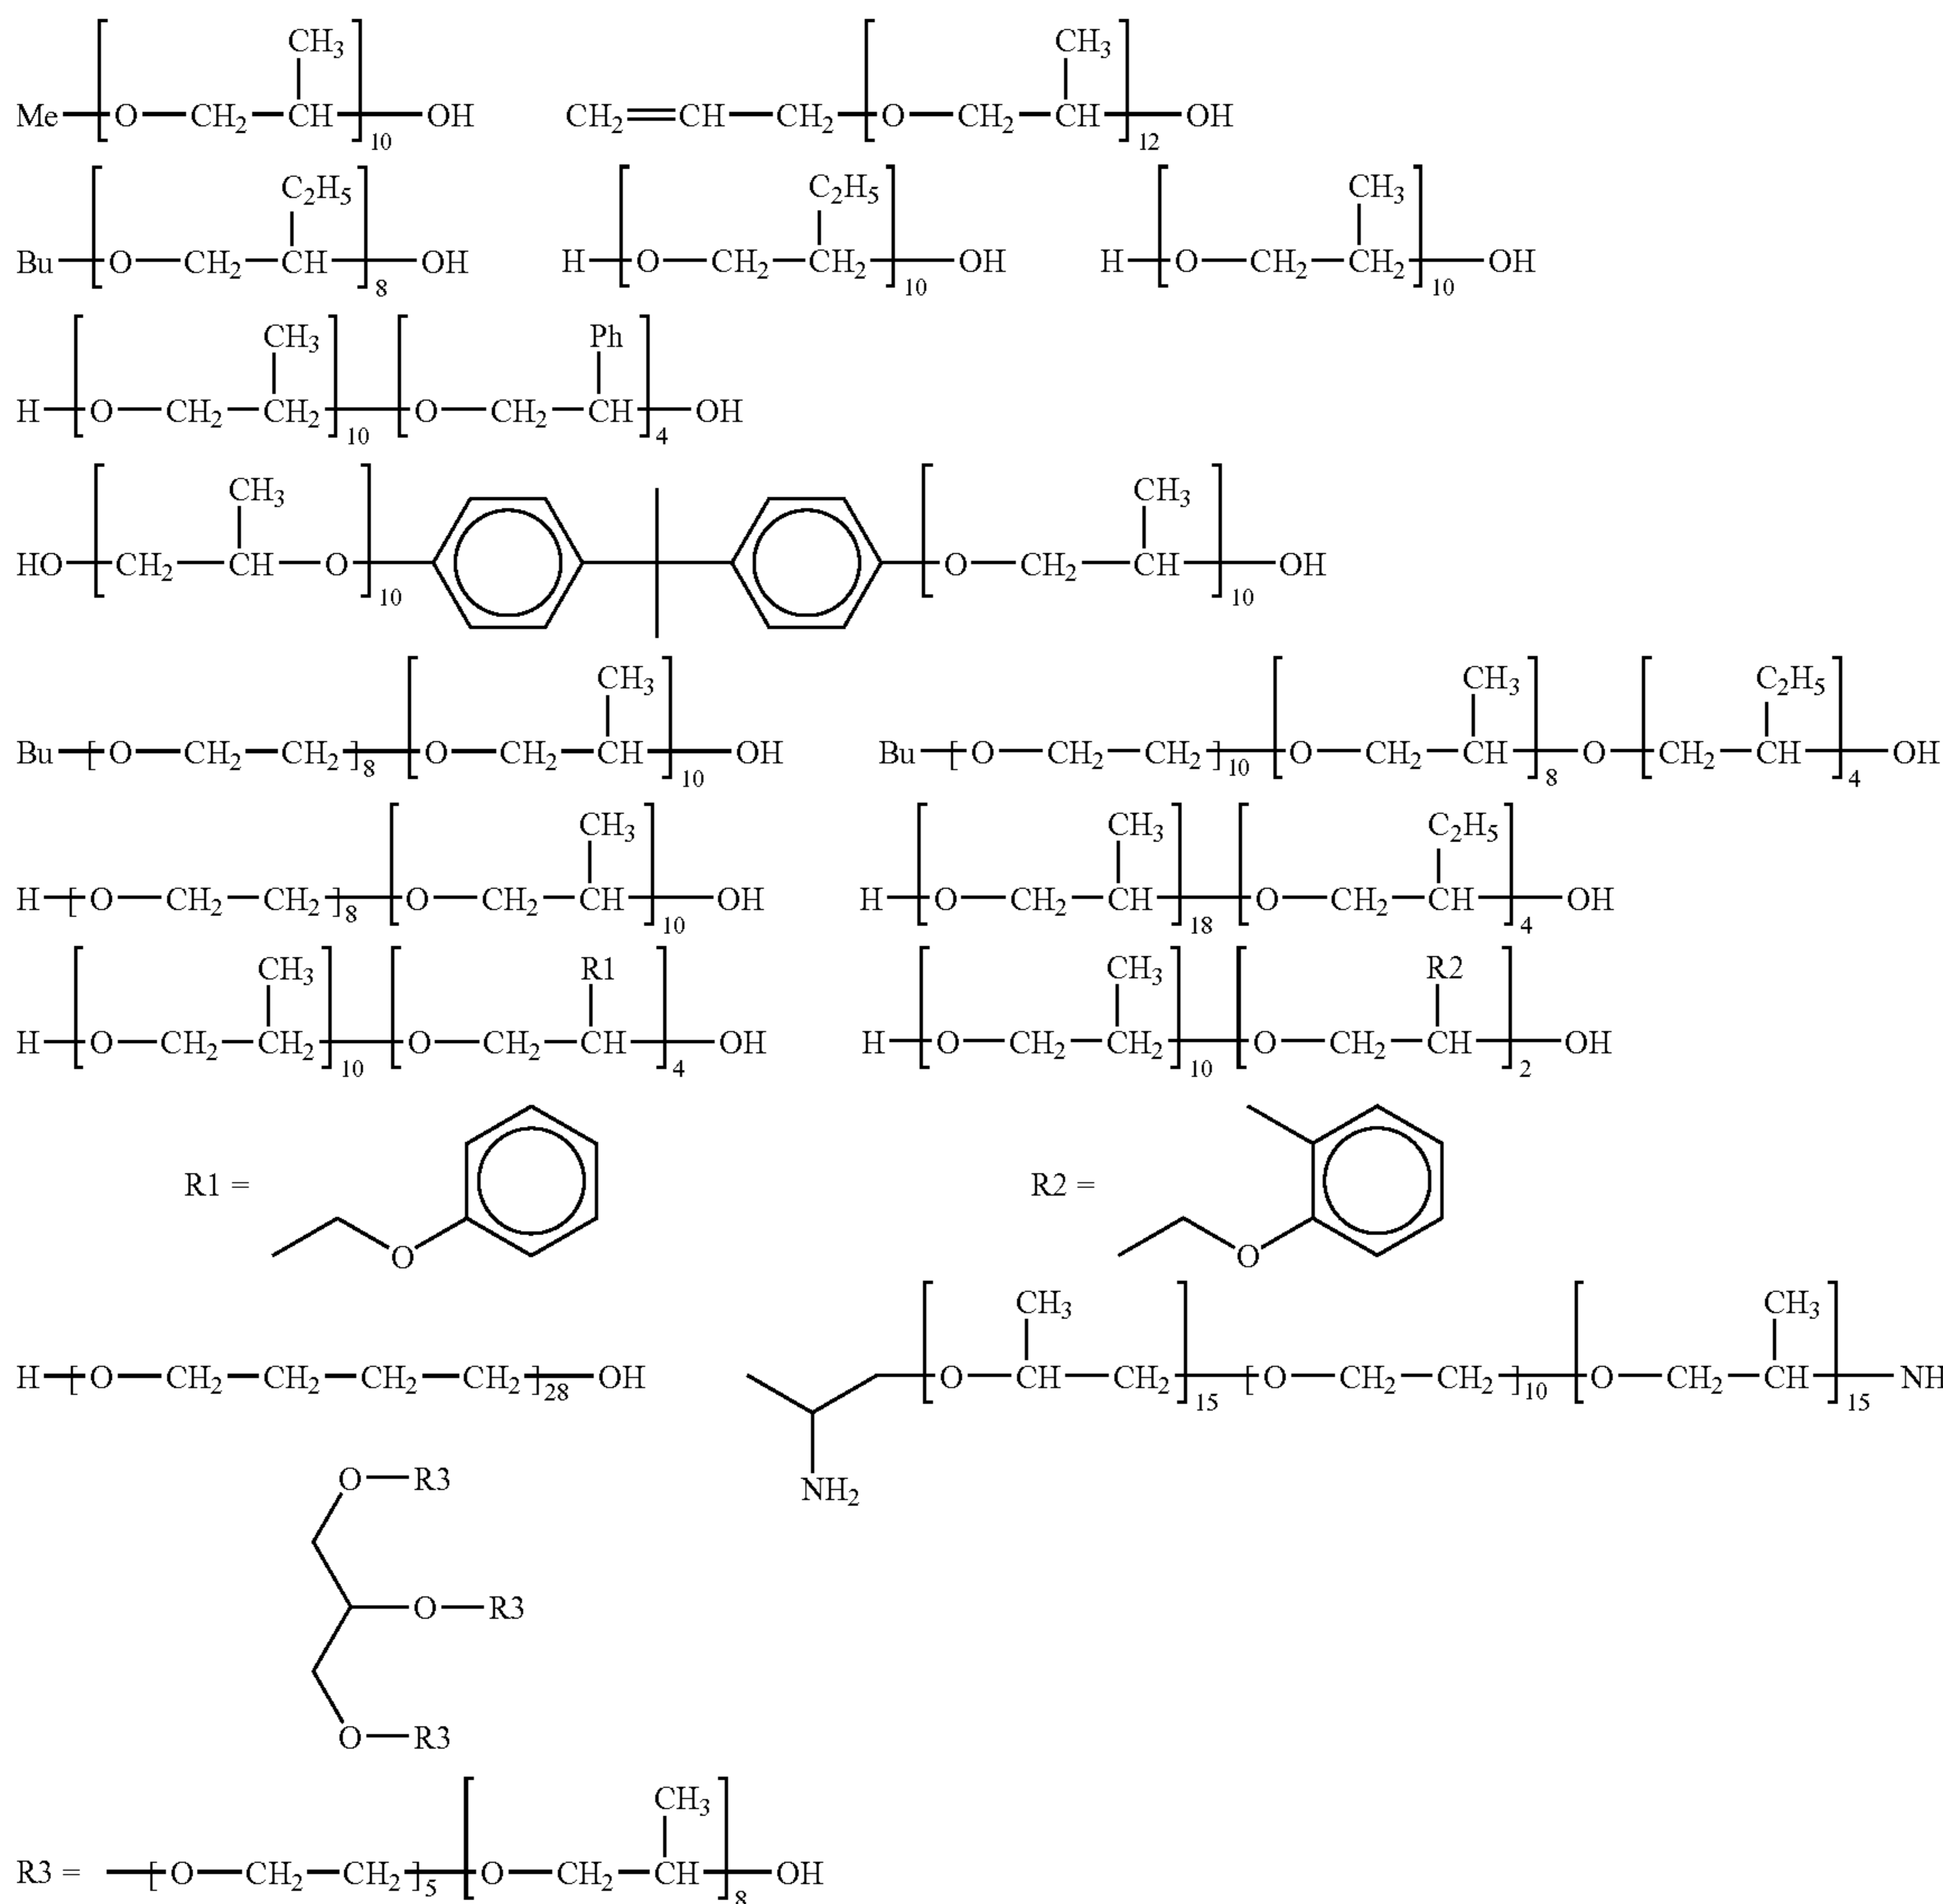 Me—[O—CH₂—CH(CH₃)]₁₀—OH CH₂=CH—CH₂—[O—CH₂—CH(CH₃)]₁₂—OH
Bu—[O—CH₂—CH(C₂H₅)]₈—OH H—[O—CH₂—CH₂(C₂H₅)]₁₀—OH H—[O—CH₂—CH₂(CH₃)]₁₀—OH
H—[O—CH₂—CH₂(CH₃)]₁₀—[O—CH₂—CH(Ph)]₄—OH
HO—[CH₂—CH(CH₃)—O]₁₀ [O—CH₂—CH(CH₃)]₁₀—OH
Bu—[O—CH₂—CH₂]₈—[O—CH₂—CH(CH₃)]₁₀—OH Bu—[O—CH₂—CH₂]₁₀—[O—CH₂—CH(CH₃)]₈—O—[CH₂—CH(C₂H₅)]₄—OH
H—[O—CH₂—CH₂]₈—[O—CH₂—CH(CH₃)]₁₀—OH H—[O—CH₂—CH(CH₃)]₁₈—[O—CH₂—CH(C₂H₅)]₄—OH
H—[O—CH₂—CH₂(CH₃)]₁₀—[O—CH₂—CH(R1)]₄—OH H—[O—CH₂—CH₂(CH₃)]₁₀—[O—CH₂—CH(R2)]₂—OH
R1 = O R2 = O
H—[O—CH₂—CH₂—CH₂—CH₂]₂₈—OH NH₂ [O—CH(CH₃)—CH₂]₁₅—[O—CH₂—CH₂]₁₀—[O—CH₂—CH(CH₃)]₁₅—NH
O—R3
O—R3
O—R3
R3 = —[O—CH₂—CH₂]₅—[O—CH₂—CH(CH₃)]₈—OH